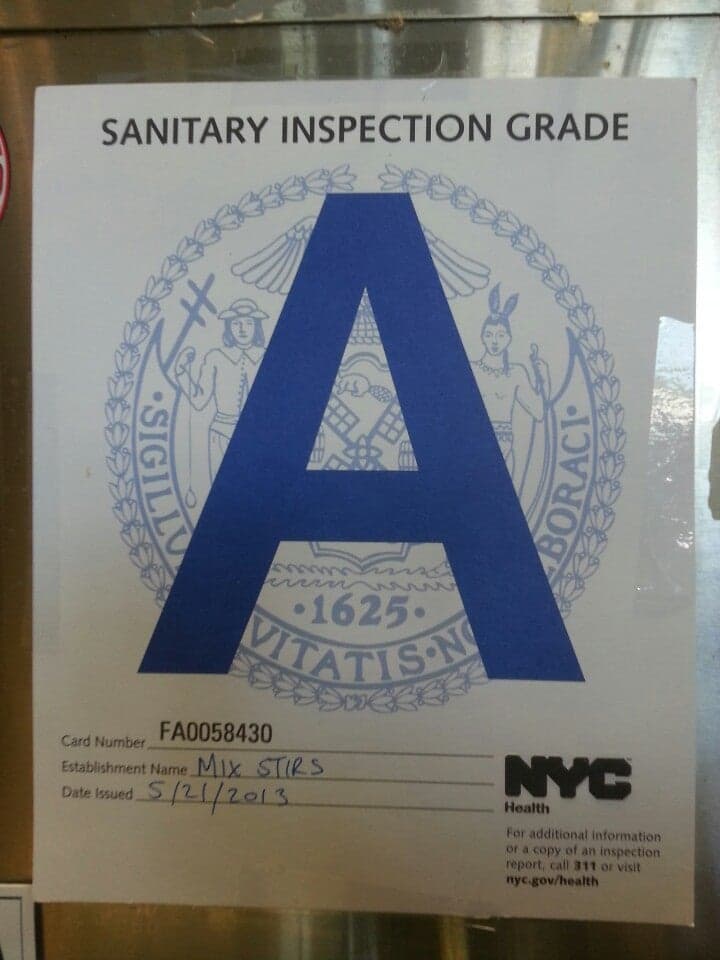 SANITARY INSPECTION GRADE
A
·SIGILLU
VITATIS·NO
BORACI·
·1625·
Card Number FA0058430
Establishment Name MIX STIRS
Date Issued 5/21/2013
NYC
Health
For additional information
or a copy of an inspection
report, call 311 or visit
nyc.gov/health